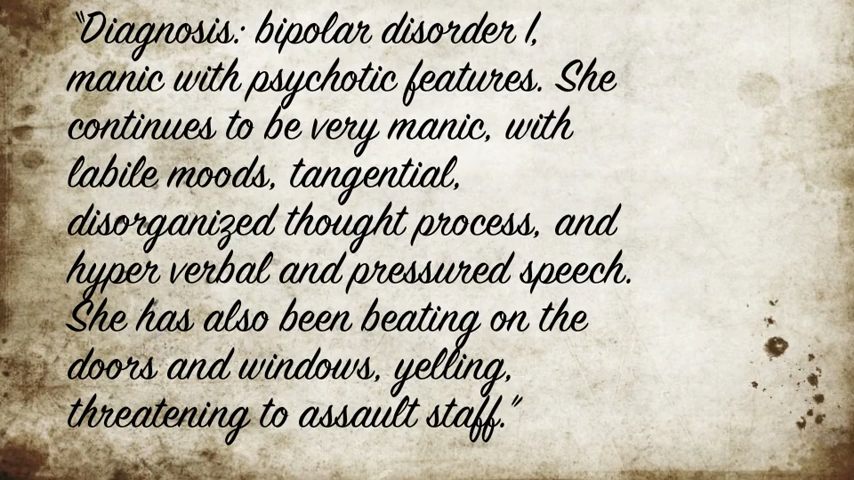 "Diagnosis: bipolar disorder I,
manic with psychotic features. She
continues to be very manic, with
labile moods, tangential,
disorganized thought process, and
hyper verbal and pressured speech.
She has also been beating on the
doors and windows, yelling,
threatening to assault staff."